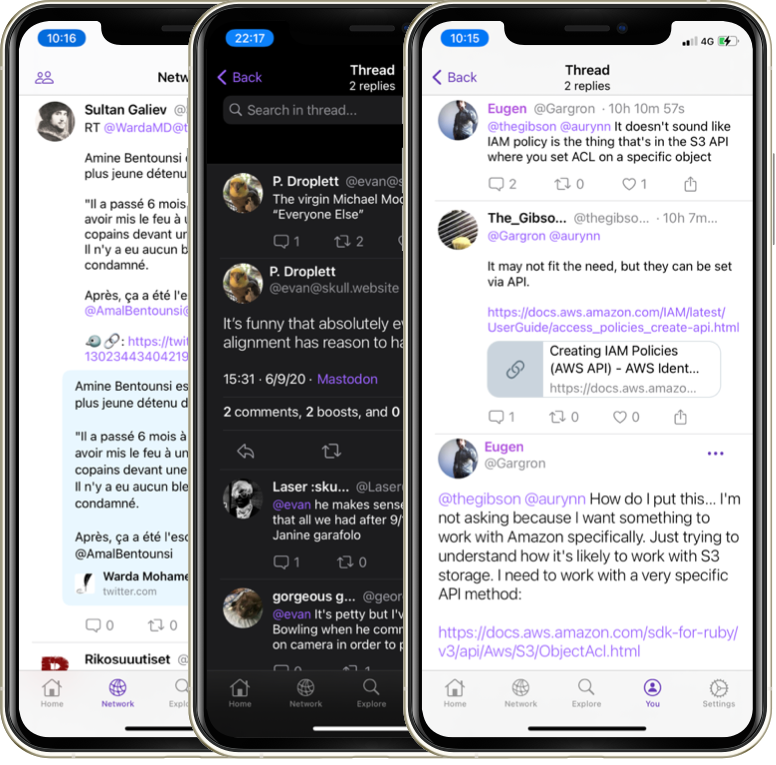 10:16
Netw
Sultan Galiev @
RT @WardaMD@t
Amine Bentounsi e
plus jeune détenu
"Il a passé 6 mois
avoir mis le feu à u
copains devant un
Il n'y a eu aucun b
condamné.
Après, ça a été l'e
@AmalBentounsi@
: https://twit
13023443404219
Amine Bentounsi es
plus jeune détenu d
"Il a passé 6 mois à
avoir mis le feu à un
copains devant une
Il n'y a eu aucun ble
condamné.
Après, ça a été l'esc
@AmalBentounsi
Warda Mohame
twitter.com
0 0
Rikosuuutiset @
Home Network Explo
22:17
Back
Thread
2 replies
Search in thread...
P. Droplett @evan@s
The virgin Michael Moo
"Everyone Else"
1 2
P. Droplett
@evan@skull.website
It's funny that absolutely ev
alignment has reason to ha
15:31 · 6/9/20 · Mastodon
2 comments, 2 boosts, and 0
Laser :sku... @Laser
@evan he makes sense
that all we had after 9/
Janine garafolo
1 0
gorgeous g... @geor
@evan It's petty but I'v
Bowling when he comm
on camera in order to p
0 1
Home Network Explore
10:15
4G
Back
Thread
2 replies
Eugen @Gargron · 10h 10m 57s
@thegibson @aurynn It doesn't sound like
IAM policy is the thing that's in the S3 API
where you set ACL on a specific object
2 0 1
The_Gibso... @thegibso... · 10h 7m...
@Gargron @aurynn
It may not fit the need, but they can be set
via API.
https://docs.aws.amazon.com/IAM/latest/
UserGuide/access_policies_create-api.html
Creating IAM Policies
(AWS API) - AWS Ident...
https://docs.aws.amazo...
1 0 0
Eugen
@Gargron
@thegibson @aurynn How do I put this... I'm
not asking because I want something to
work with Amazon specifically. Just trying to
understand how it's likely to work with S3
storage. I need to work with a very specific
API method:
https://docs.aws.amazon.com/sdk-for-ruby/
v3/api/Aws/S3/ObjectAcl.html
Home Network Explore You Settings